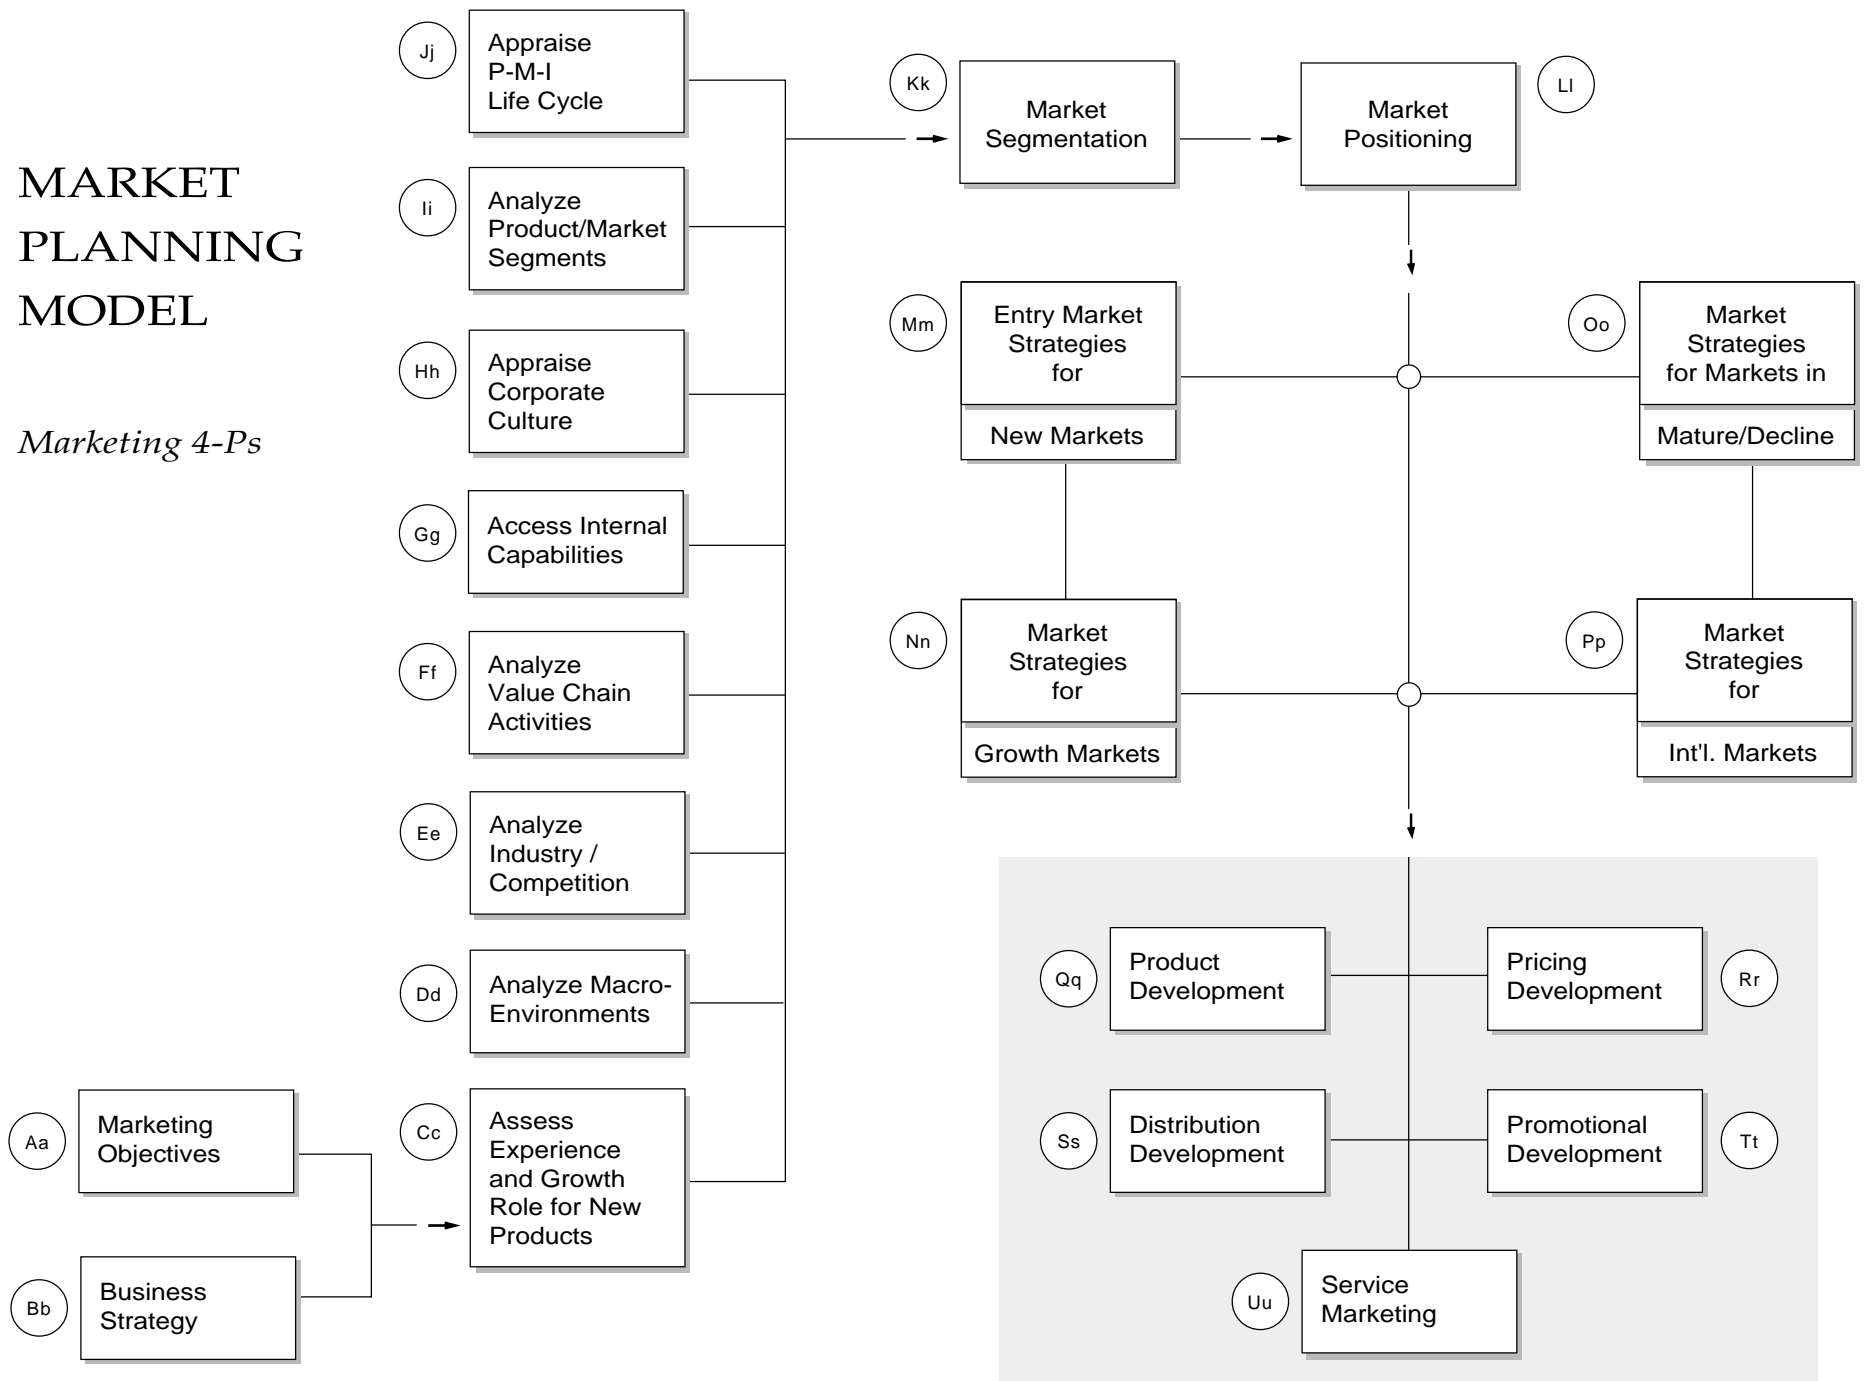 MARKET
PLANNING
MODEL
Marketing 4-Ps
Jj
Appraise
P-M-I
Life Cycle
Ii
Analyze
Product/Market
Segments
Hh
Appraise
Corporate
Culture
Gg
Access Internal
Capabilities
Ff
Analyze
Value Chain
Activities
Ee
Analyze
Industry /
Competition
Dd
Analyze Macro-
Environments
Cc
Assess
Experience
and Growth
Role for New
Products
Aa
Marketing
Objectives
Bb
Business
Strategy
Kk
Market
Segmentation
Ll
Market
Positioning
Mm
Entry Market
Strategies
for
New Markets
Oo
Market
Strategies
for Markets in
Mature/Decline
Nn
Market
Strategies
for
Growth Markets
Pp
Market
Strategies
for
Int'l. Markets
Qq
Product
Development
Rr
Pricing
Development
Ss
Distribution
Development
Tt
Promotional
Development
Uu
Service
Marketing